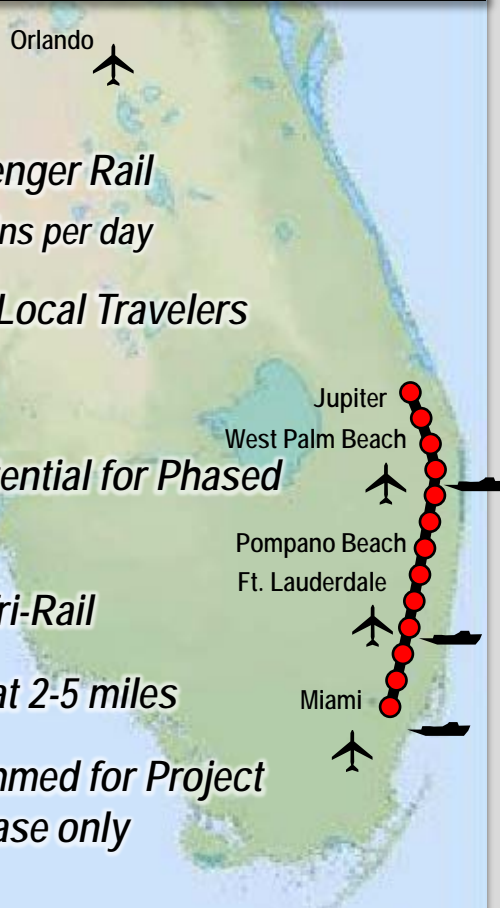 Orlando
enger Rail
ns per day
Local Travelers
Jupiter
West Palm Beach
ential for Phased
Pompano Beach
Ft. Lauderdale
ri-Rail
at 2-5 miles
Miami
mmed for Project
ase only